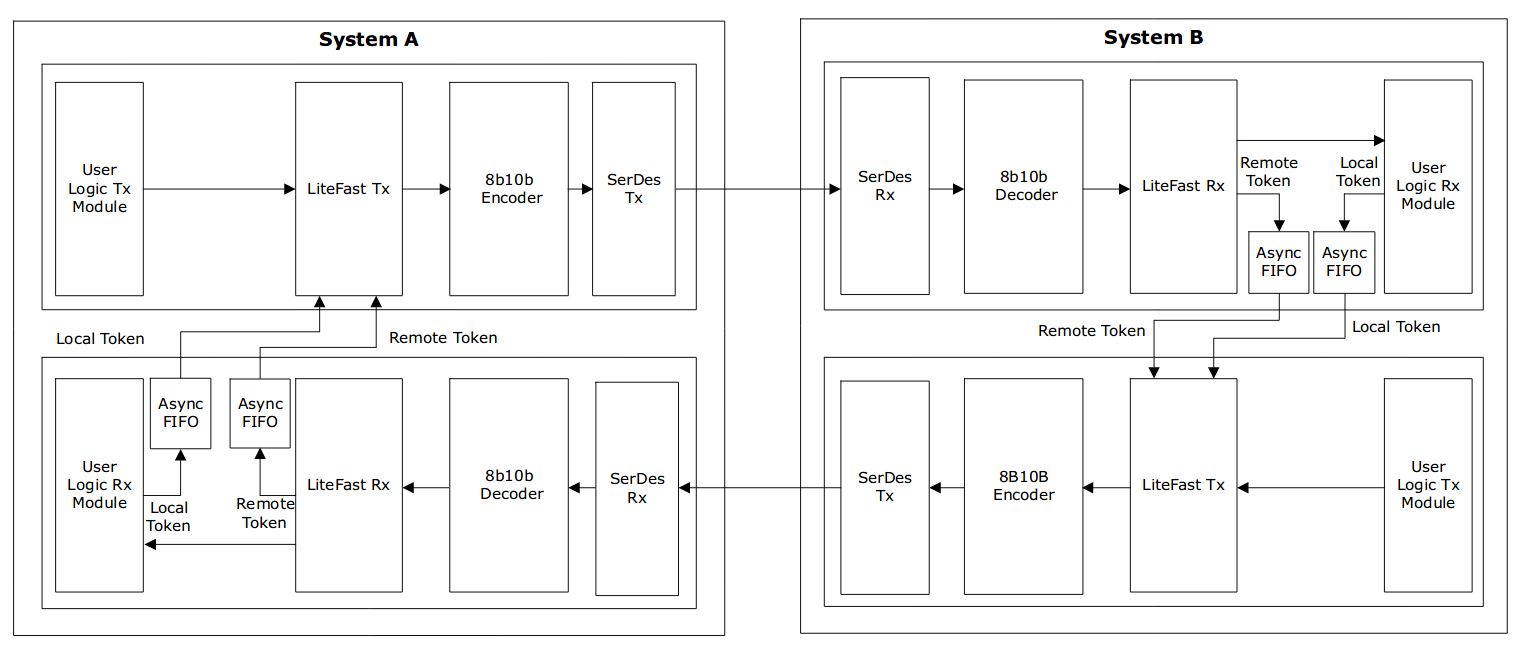 System A
User
Logic Tx
Module
LiteFast Tx
8b10b
Encoder
SerDes
Tx
Local Token
Remote Token
User
Logic Rx
Module
Async
FIFO
Async
FIFO
Local
Token
Remote
Token
LiteFast Rx
8b10b
Decoder
SerDes
Rx
System B
SerDes
Rx
8b10b
Decoder
LiteFast Rx
Remote
Token
Local
Token
Async
FIFO
Async
FIFO
User
Logic Rx
Module
Remote Token
Local Token
SerDes
Tx
8B10B
Encoder
LiteFast Tx
User
Logic Tx
Module